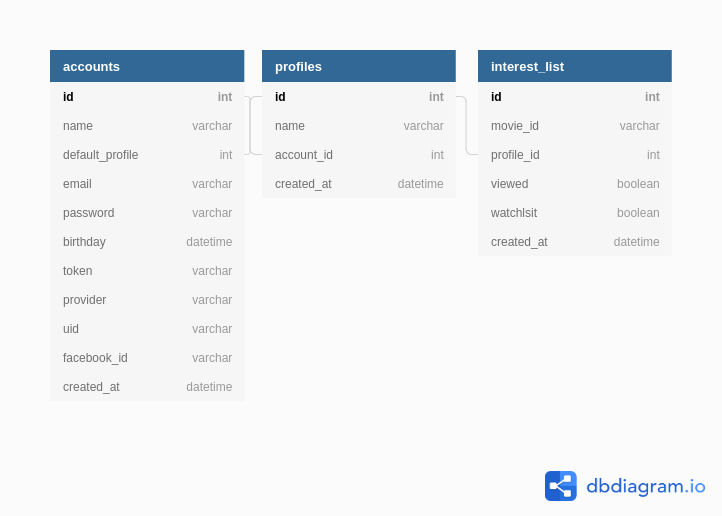 accounts
id int
name varchar
default_profile int
email varchar
password varchar
birthday datetime
token varchar
provider varchar
uid varchar
facebook_id varchar
created_at datetime
profiles
id int
name varchar
account_id int
created_at datetime
interest_list
id int
movie_id varchar
profile_id int
viewed boolean
watchlsit boolean
created_at datetime
dbdiagram.io